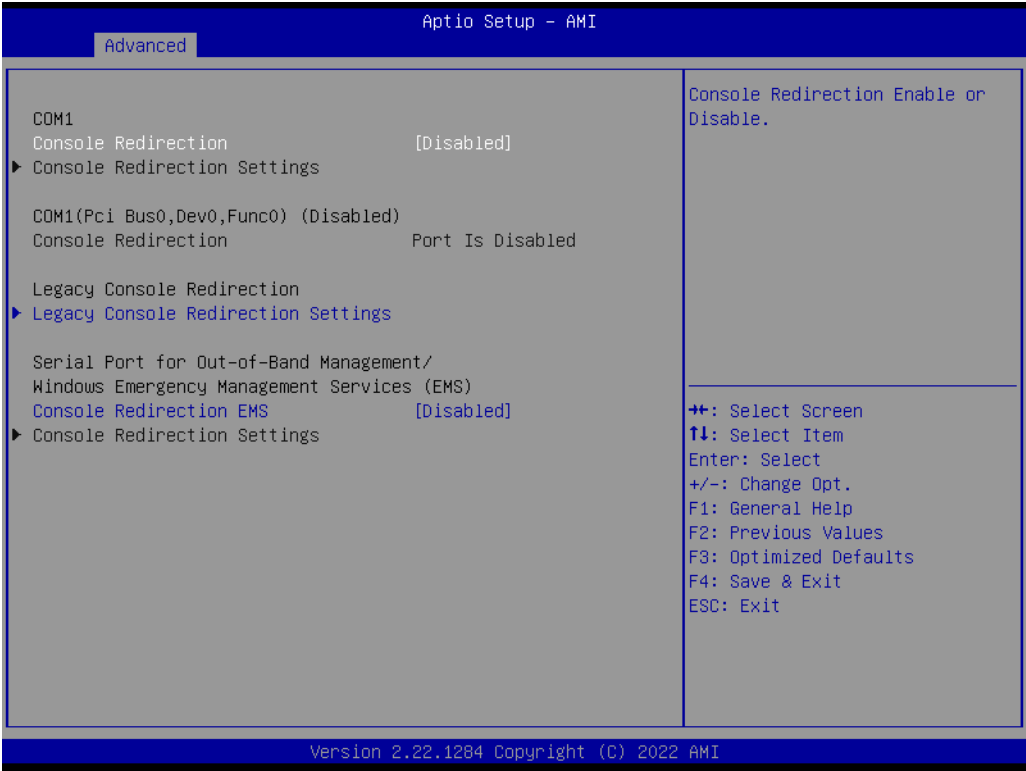 Aptio Setup – AMI
Advanced
COM1
Console Redirection [Disabled]
Console Redirection Settings
COM1(Pci Bus0,Dev0,Func0) (Disabled)
Console Redirection Port Is Disabled
Legacy Console Redirection
Legacy Console Redirection Settings
Serial Port for Out-of-Band Management/
Windows Emergency Management Services (EMS)
Console Redirection EMS [Disabled]
Console Redirection Settings
Console Redirection Enable or
Disable.
→←: Select Screen
↑↓: Select Item
Enter: Select
+/-: Change Opt.
F1: General Help
F2: Previous Values
F3: Optimized Defaults
F4: Save & Exit
ESC: Exit
Version 2.22.1284 Copyright (C) 2022 AMI